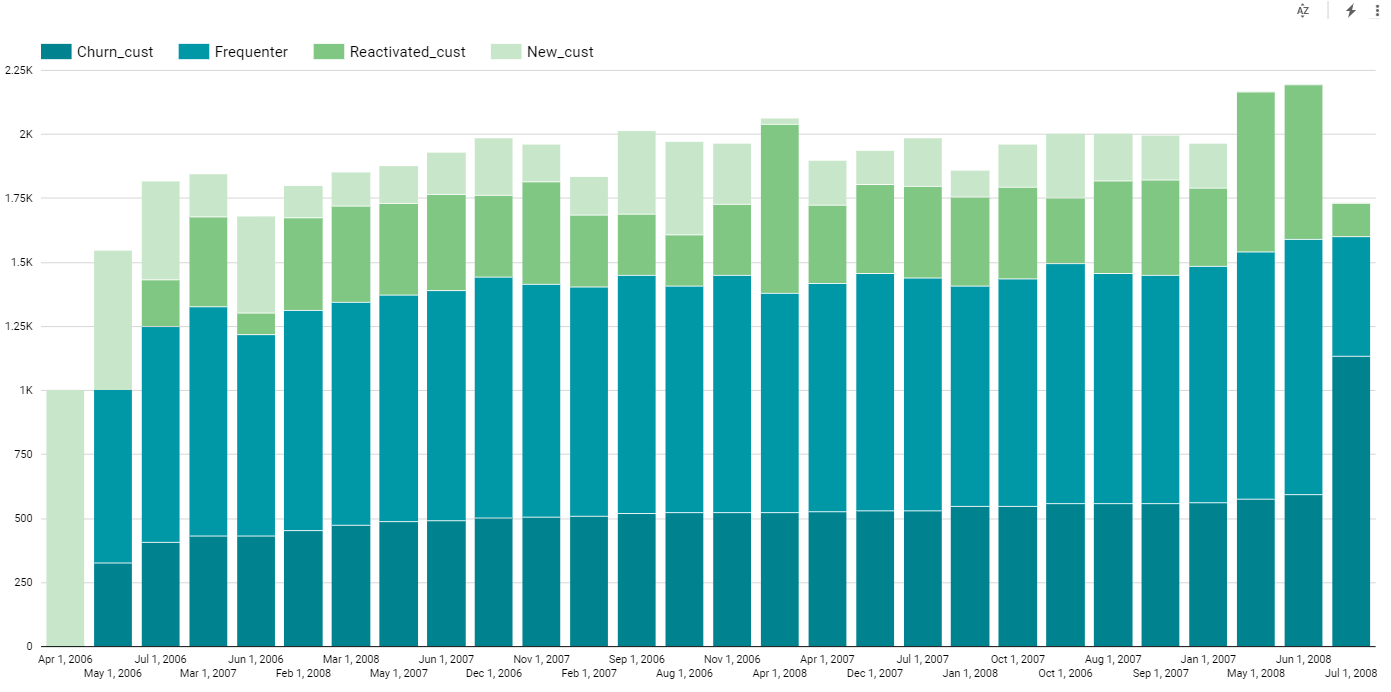 AZ
Churn_cust Frequenter Reactivated_cust New_cust
2.25K
2K
1.75K
1.5K
1.25K
1K
750
500
250
0
Apr 1, 2006 Jul 1, 2006 Jun 1, 2006 Mar 1, 2008 Jun 1, 2007 Nov 1, 2007 Sep 1, 2006 Nov 1, 2006 Apr 1, 2007 Jul 1, 2007 Oct 1, 2007 Aug 1, 2007 Jan 1, 2007 Jun 1, 2008
May 1, 2006 Mar 1, 2007 Feb 1, 2008 May 1, 2007 Dec 1, 2006 Feb 1, 2007 Aug 1, 2006 Apr 1, 2008 Dec 1, 2007 Jan 1, 2008 Oct 1, 2006 Sep 1, 2007 May 1, 2008 Jul 1, 2008